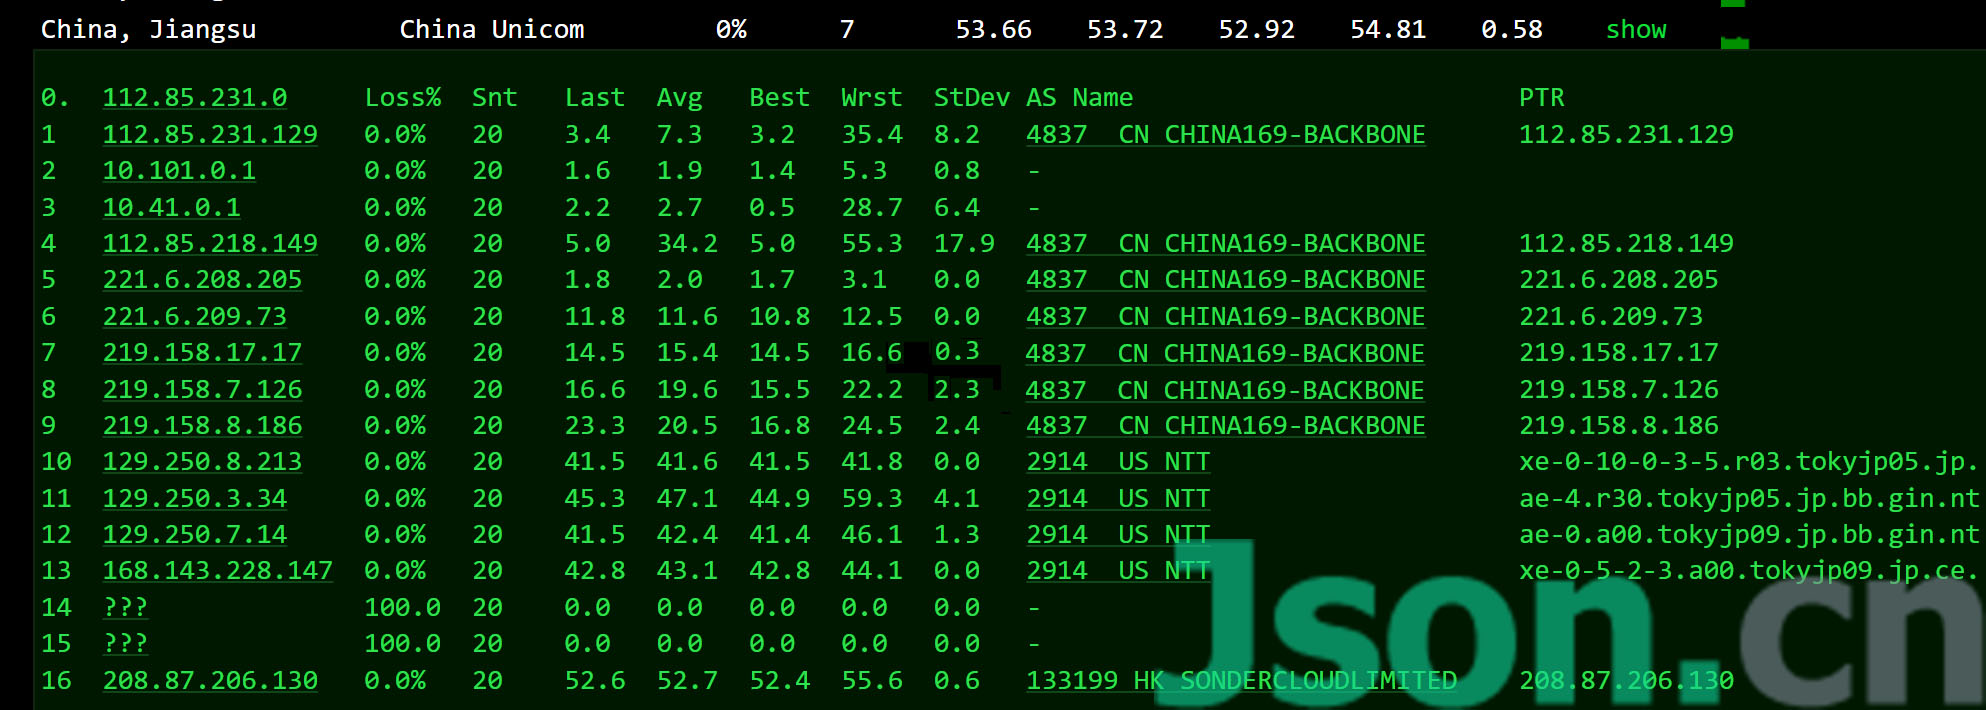 China, Jiangsu China Unicom 0% 7 53.66 53.72 52.92 54.81 0.58 show
0. 112.85.231.0 Loss% Snt Last Avg Best Wrst StDev AS Name PTR
1 112.85.231.129 0.0% 20 3.4 7.3 3.2 35.4 8.2 4837 CN CHINA169-BACKBONE 112.85.231.129
2 10.101.0.1 0.0% 20 1.6 1.9 1.4 5.3 0.8 -
3 10.41.0.1 0.0% 20 2.2 2.7 0.5 28.7 6.4 -
4 112.85.218.149 0.0% 20 5.0 34.2 5.0 55.3 17.9 4837 CN CHINA169-BACKBONE 112.85.218.149
5 221.6.208.205 0.0% 20 1.8 2.0 1.7 3.1 0.0 4837 CN CHINA169-BACKBONE 221.6.208.205
6 221.6.209.73 0.0% 20 11.8 11.6 10.8 12.5 0.0 4837 CN CHINA169-BACKBONE 221.6.209.73
7 219.158.17.17 0.0% 20 14.5 15.4 14.5 16.6 0.3 4837 CN CHINA169-BACKBONE 219.158.17.17
8 219.158.7.126 0.0% 20 16.6 19.6 15.5 22.2 2.3 4837 CN CHINA169-BACKBONE 219.158.7.126
9 219.158.8.186 0.0% 20 23.3 20.5 16.8 24.5 2.4 4837 CN CHINA169-BACKBONE 219.158.8.186
10 129.250.8.213 0.0% 20 41.5 41.6 41.5 41.8 0.0 2914 US NTT xe-0-10-0-3-5.r03.tokyjp05.jp.
11 129.250.3.34 0.0% 20 45.3 47.1 44.9 59.3 4.1 2914 US NTT ae-4.r30.tokyjp05.jp.bb.gin.nt
12 129.250.7.14 0.0% 20 41.5 42.4 41.4 46.1 1.3 2914 US NTT ae-0.a00.tokyjp09.jp.bb.gin.nt
13 168.143.228.147 0.0% 20 42.8 43.1 42.8 44.1 0.0 2914 US NTT xe-0-5-2-3.a00.tokyjp09.jp.ce.
14 ??? 100.0 20 0.0 0.0 0.0 0.0 0.0 -
15 ??? 100.0 20 0.0 0.0 0.0 0.0 0.0 -
16 208.87.206.130 0.0% 20 52.6 52.7 52.4 55.6 0.6 133199 HK SONDERCLOUDLIMITED 208.87.206.130
Json.cn